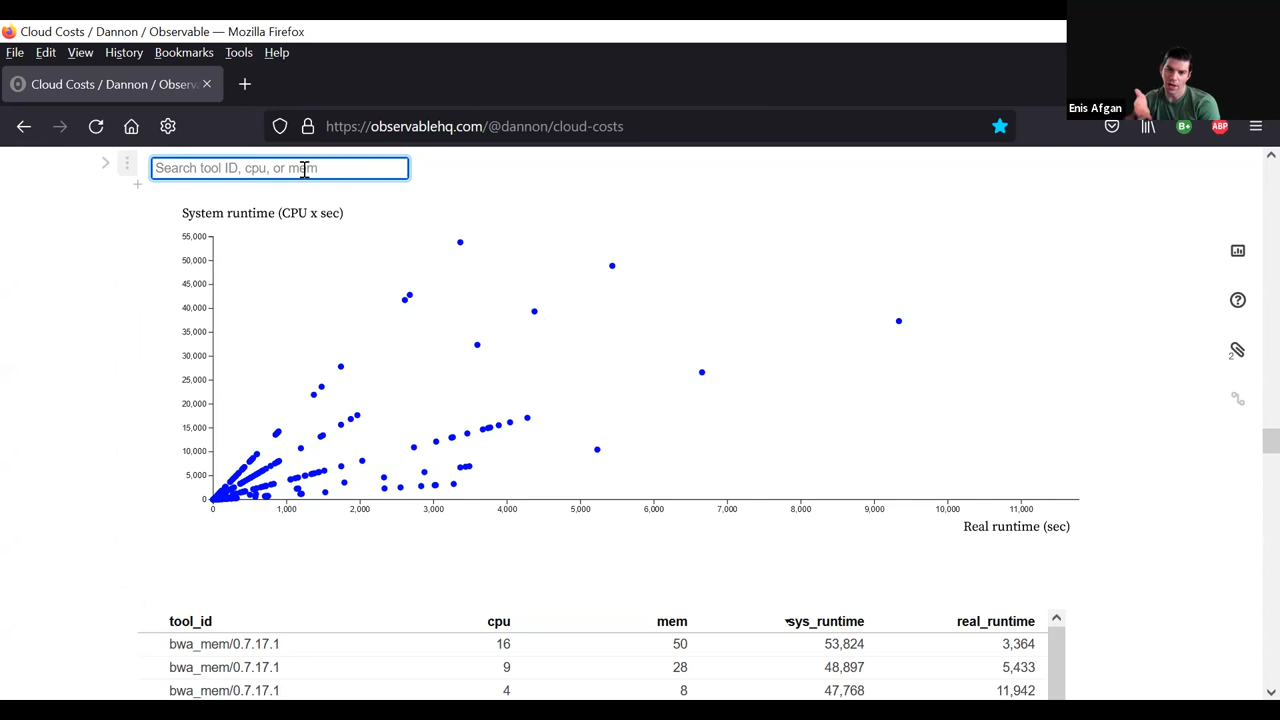 Cloud Costs / Dannon / Observable — Mozilla Firefox
File Edit View History Bookmarks Tools Help
Cloud Costs / Dannon / Observa
Enis Afgan
https://observablehq.com/@dannon/cloud-costs
B+
ABP
Search tool ID, cpu, or mem
System runtime (CPU x sec)
55,000
50,000
45,000
40,000
35,000
30,000
25,000
20,000
15,000
10,000
5,000
0
0 1,000 2,000 3,000 4,000 5,000 6,000 7,000 8,000 9,000 10,000 11,000
Real runtime (sec)
2
tool_id cpu mem sys_runtime real_runtime
bwa_mem/0.7.17.1 16 50 53,824 3,364
bwa_mem/0.7.17.1 9 28 48,897 5,433
bwa_mem/0.7.17.1 4 8 47,768 11,942